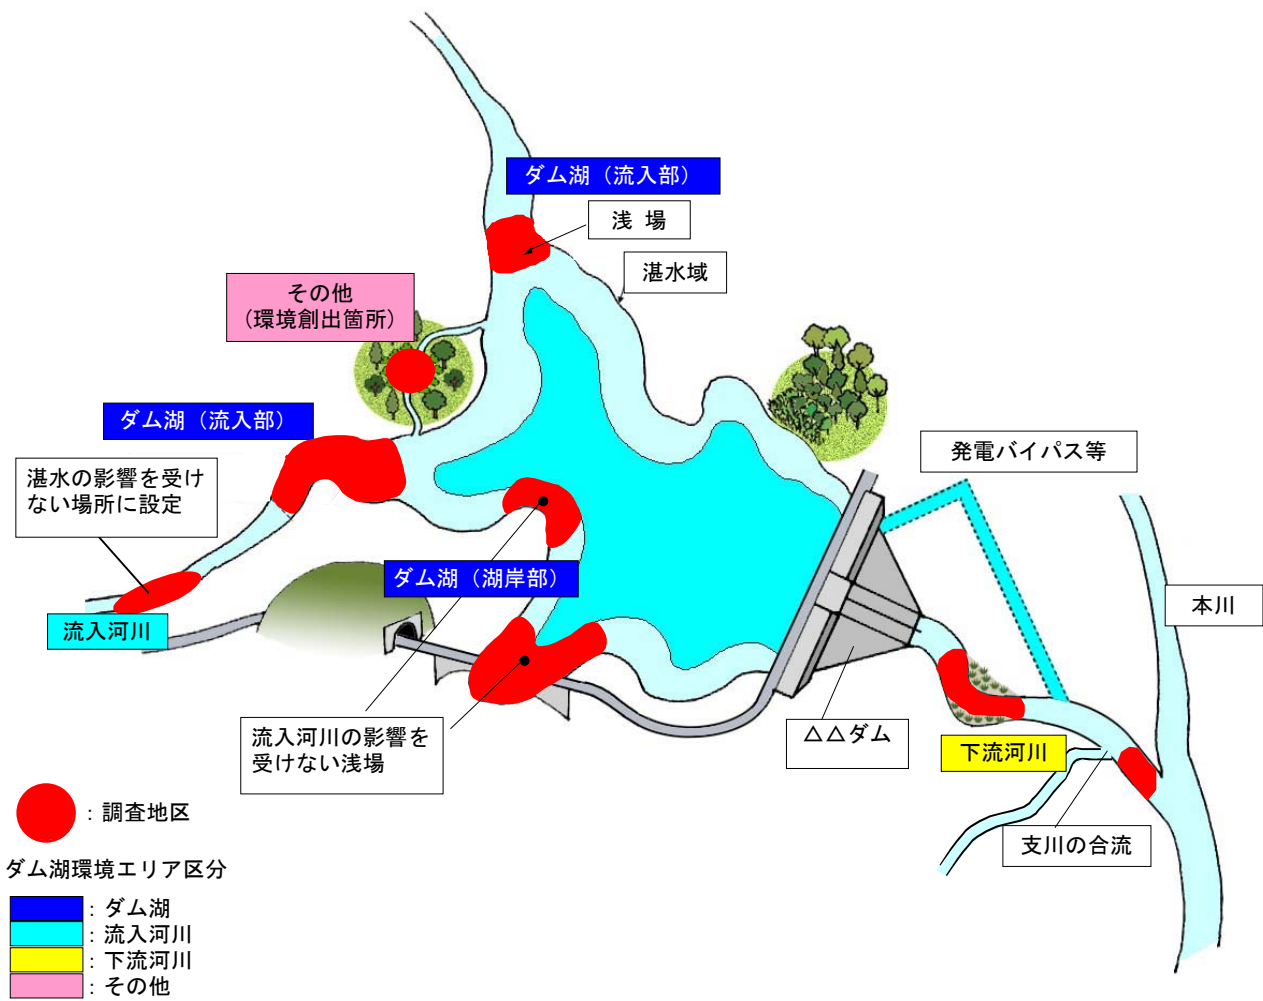 ダム湖（流入部）
浅 場
湛水域
その他
（環境創出箇所）
ダム湖（流入部）
発電バイパス等
湛水の影響を受け
ない場所に設定
ダム湖（湖岸部）
本川
流入河川
流入河川の影響を
受けない浅場
△△ダム
下流河川
支川の合流
：調査地区
ダム湖環境エリア区分
：ダム湖
：流入河川
：下流河川
：その他